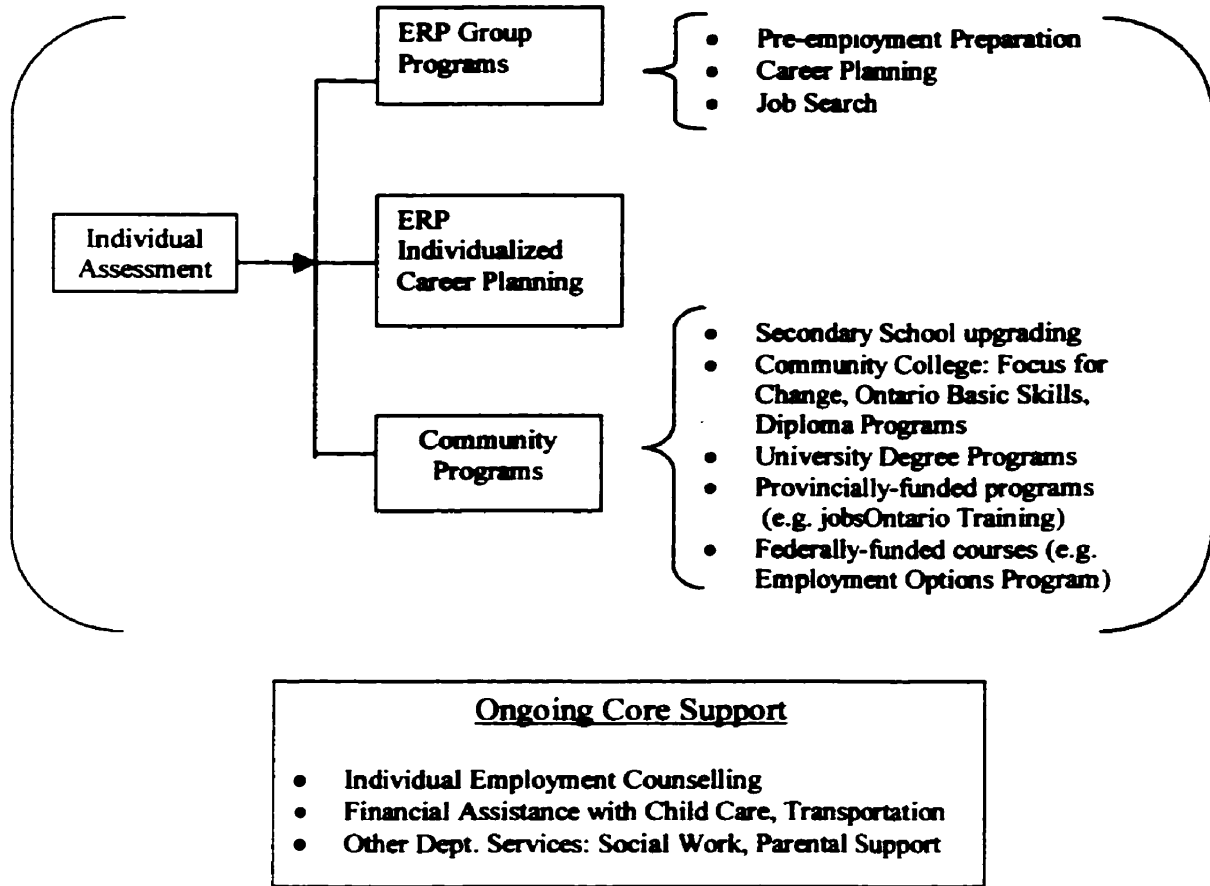 ERP Group
Programs
• Pre-employment Preparation
• Career Planning
• Job Search
Individual
Assessment
ERP
Individualized
Career Planning
Community
Programs
• Secondary School upgrading
• Community College: Focus for
Change, Ontario Basic Skills,
Diploma Programs
• University Degree Programs
• Provincially-funded programs
(e.g. jobsOntario Training)
• Federally-funded courses (e.g.
Employment Options Program)
Ongoing Core Support
• Individual Employment Counselling
• Financial Assistance with Child Care, Transportation
• Other Dept. Services: Social Work, Parental Support